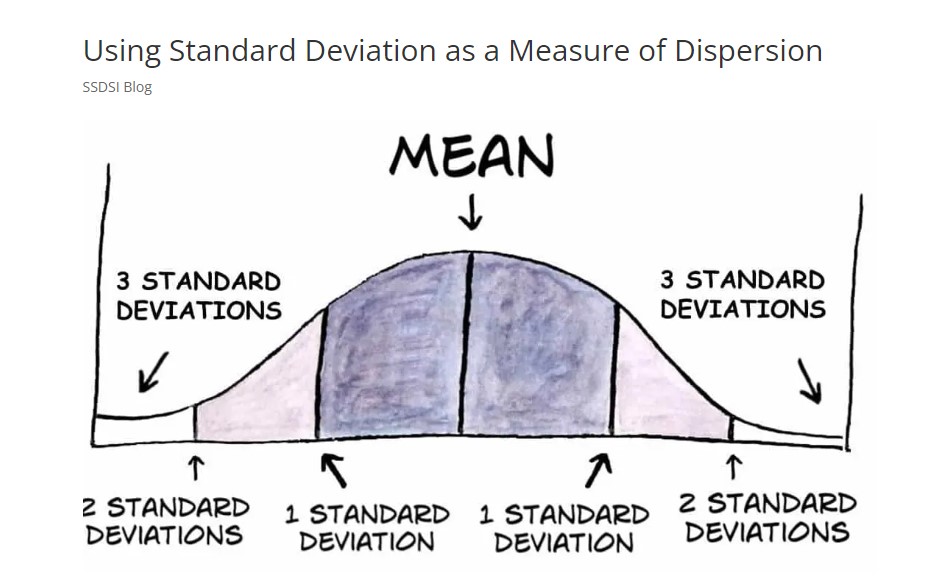 Using Standard Deviation as a Measure of Dispersion
SSDSI Blog
MEAN
3 STANDARD
DEVIATIONS
3 STANDARD
DEVIATIONS
2 STANDARD
DEVIATIONS
1 STANDARD
DEVIATION
1 STANDARD
DEVIATION
2 STANDARD
DEVIATIONS